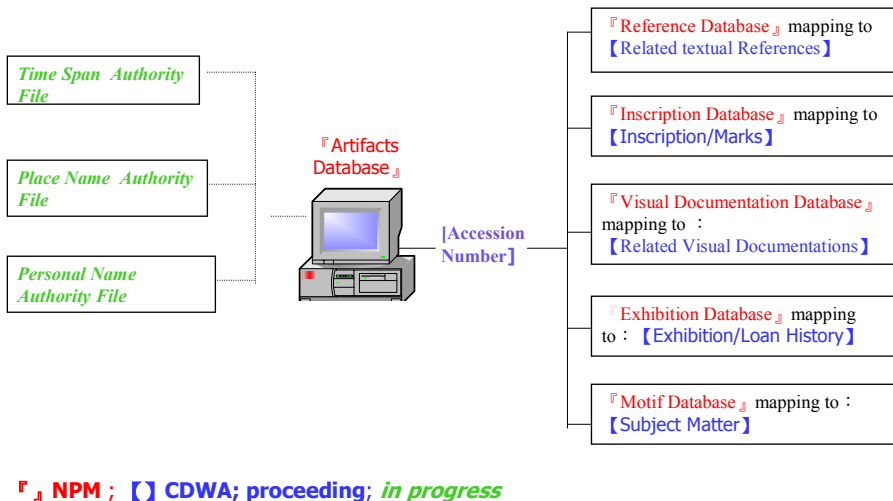 Time Span Authority
File
Place Name Authority
File
Personal Name
Authority File
『Artifacts
Database』
[Accession
Number]
『Reference Database』mapping to
【Related textual References】
『Inscription Database』mapping to
【Inscription/Marks】
『Visual Documentation Database』
mapping to：
【Related Visual Documentations】
『Exhibition Database』mapping
to：【Exhibition/Loan History】
『Motif Database』mapping to：
【Subject Matter】
『 』NPM；【】CDWA; proceeding; in progress